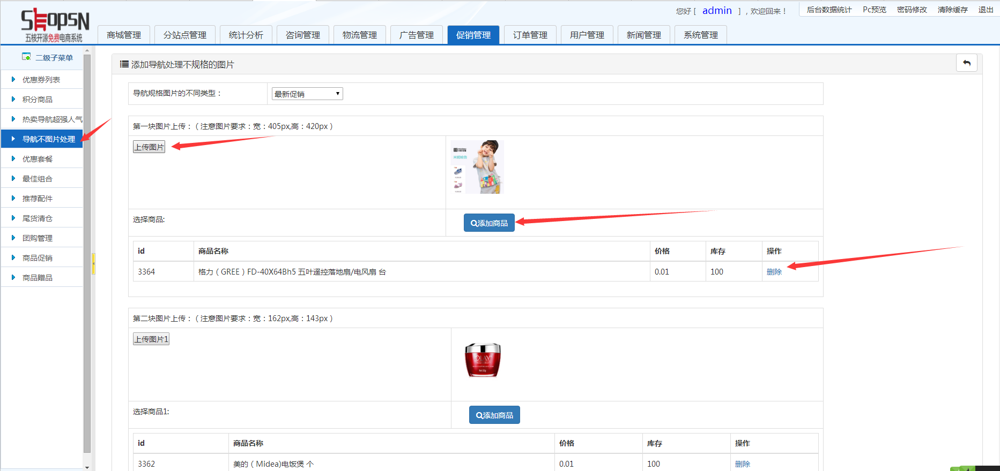 SHOPSN
五核开源免费电商系统
您好 [ admin ] ，欢迎回来！
后台数据统计 Pc预览 密码修改 清除缓存 退出
商城管理 分站点管理 统计分析 咨询管理 物流管理 广告管理 促销管理 订单管理 用户管理 新闻管理 系统管理
二级子菜单
优惠券列表
积分商品
热卖导航超强人气
导航不图片处理
优惠套餐
最佳组合
推荐配件
尾货清仓
团购管理
商品促销
商品赠品
添加导航处理不规格的图片
导航规格图片的不同类型： 最新促销
第一块图片上传：（ 注意图片要求：宽：405px,高：420px ）
上传图片
选择商品: 添加商品
id 商品名称 价格 库存 操作
3364 格力（ GREE ）FD-40X64Bh5 五叶遥控落地扇/电风扇 台 0.01 100 删除
第二块图片上传：（ 注意图片要求：宽：162px,高：143px ）
上传图片1
OLAY
选择商品1: 添加商品
id 商品名称 价格 库存 操作
3362 美的（ Midea)电饭煲 个 0.01 100 删除